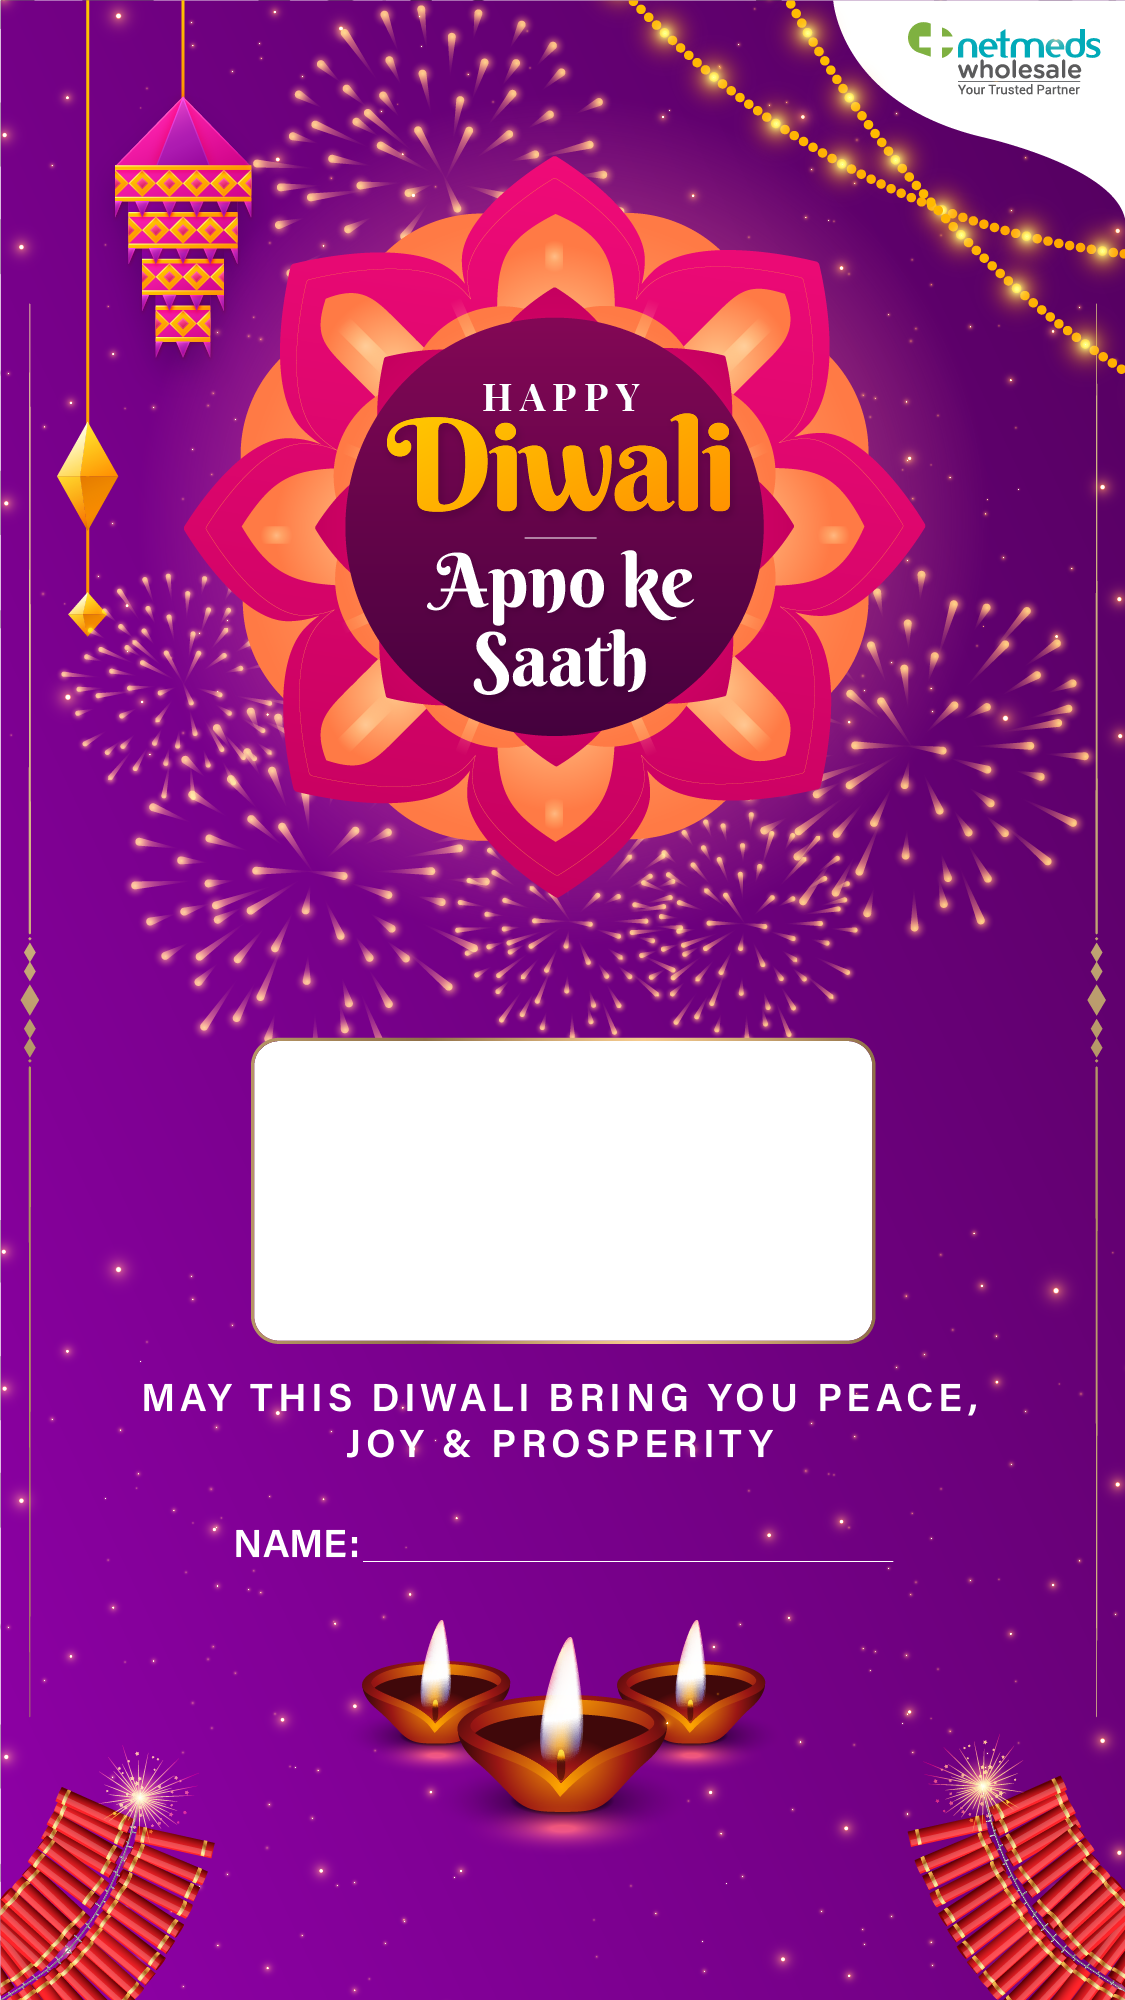 netmeds
wholesale
Your Trusted Partner
HAPPY
Diwali
Apno ke
Saath
MAY THIS DIWALI BRING YOU PEACE,
JOY & PROSPERITY
NAME: